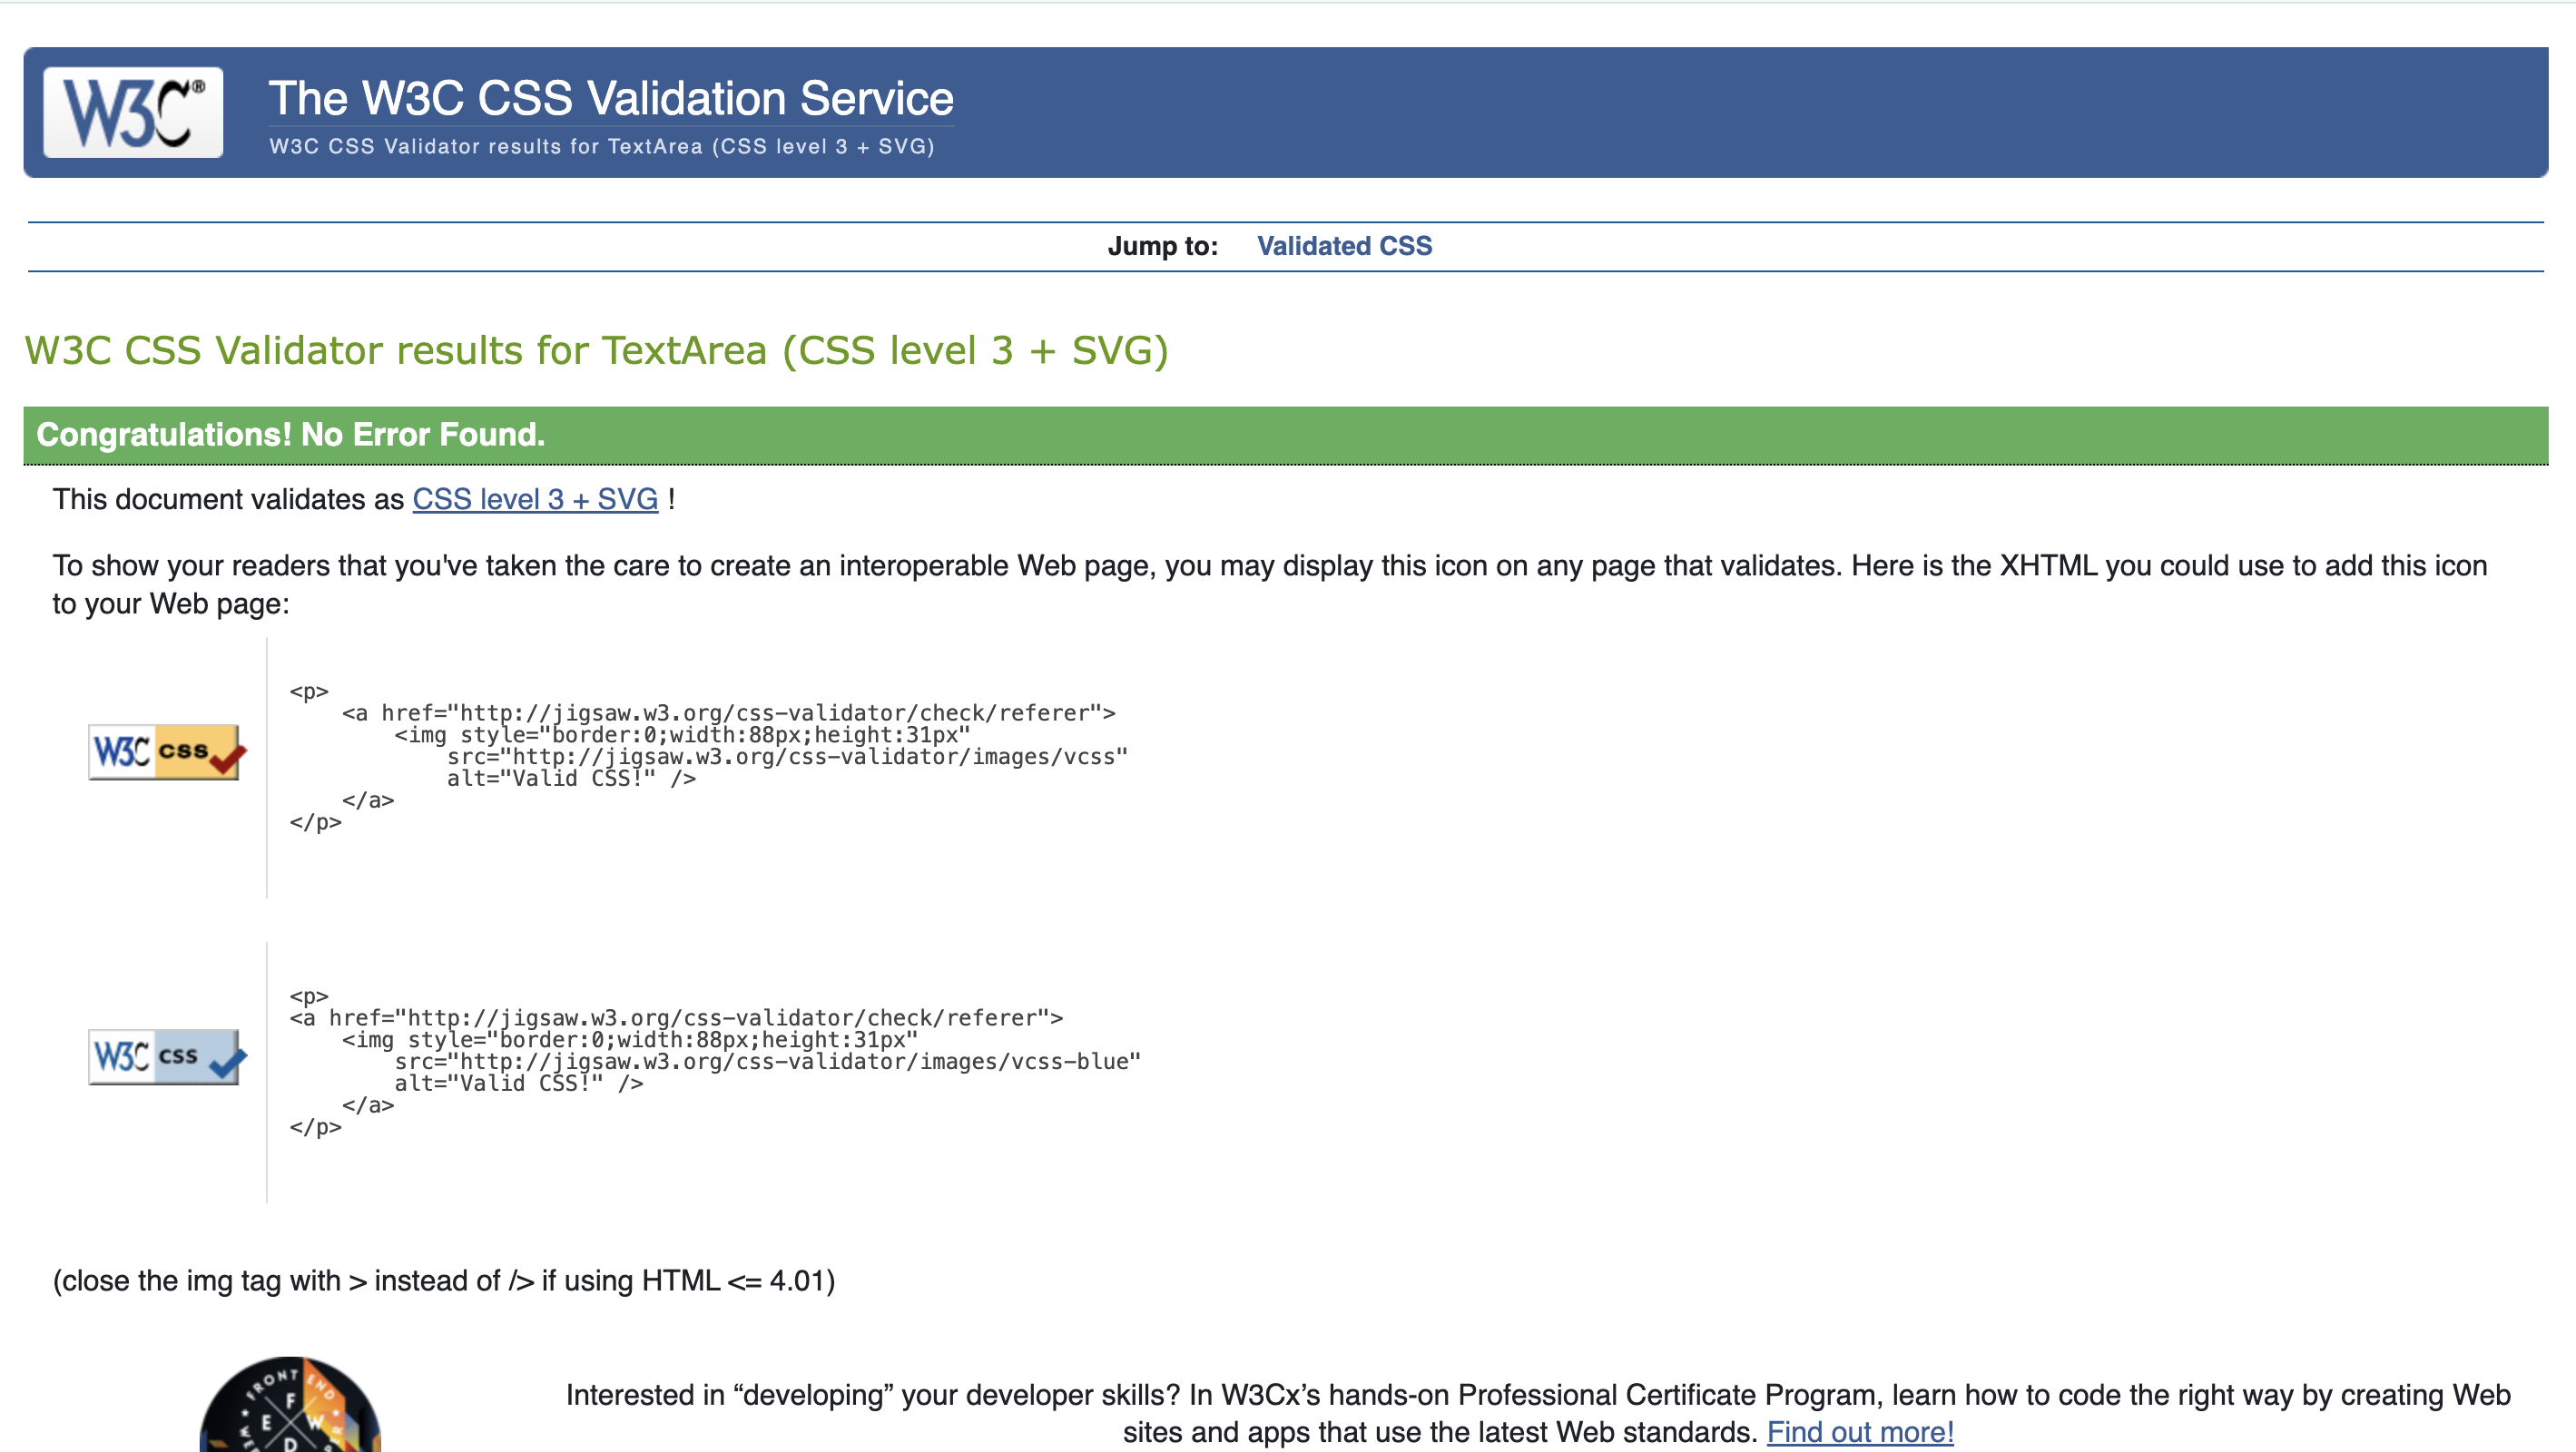 W3C®
The W3C CSS Validation Service
W3C CSS Validator results for TextArea (CSS level 3 + SVG)
Jump to: Validated CSS
W3C CSS Validator results for TextArea (CSS level 3 + SVG)
Congratulations! No Error Found.
This document validates as CSS level 3 + SVG !
To show your readers that you've taken the care to create an interoperable Web page, you may display this icon on any page that validates. Here is the XHTML you could use to add this icon
to your Web page:
W3C css
<p>
    <a href="http://jigsaw.w3.org/css-validator/check/referer">
        <img style="border:0;width:88px;height:31px"
            src="http://jigsaw.w3.org/css-validator/images/vcss"
            alt="Valid CSS!" />
    </a>
</p>
W3C css
<p>
<a href="http://jigsaw.w3.org/css-validator/check/referer">
    <img style="border:0;width:88px;height:31px"
        src="http://jigsaw.w3.org/css-validator/images/vcss-blue"
        alt="Valid CSS!" />
    </a>
</p>
(close the img tag with > instead of /> if using HTML <= 4.01)
FRONT END
F E W D
Interested in “developing” your developer skills? In W3Cx’s hands-on Professional Certificate Program, learn how to code the right way by creating Web
sites and apps that use the latest Web standards. Find out more!